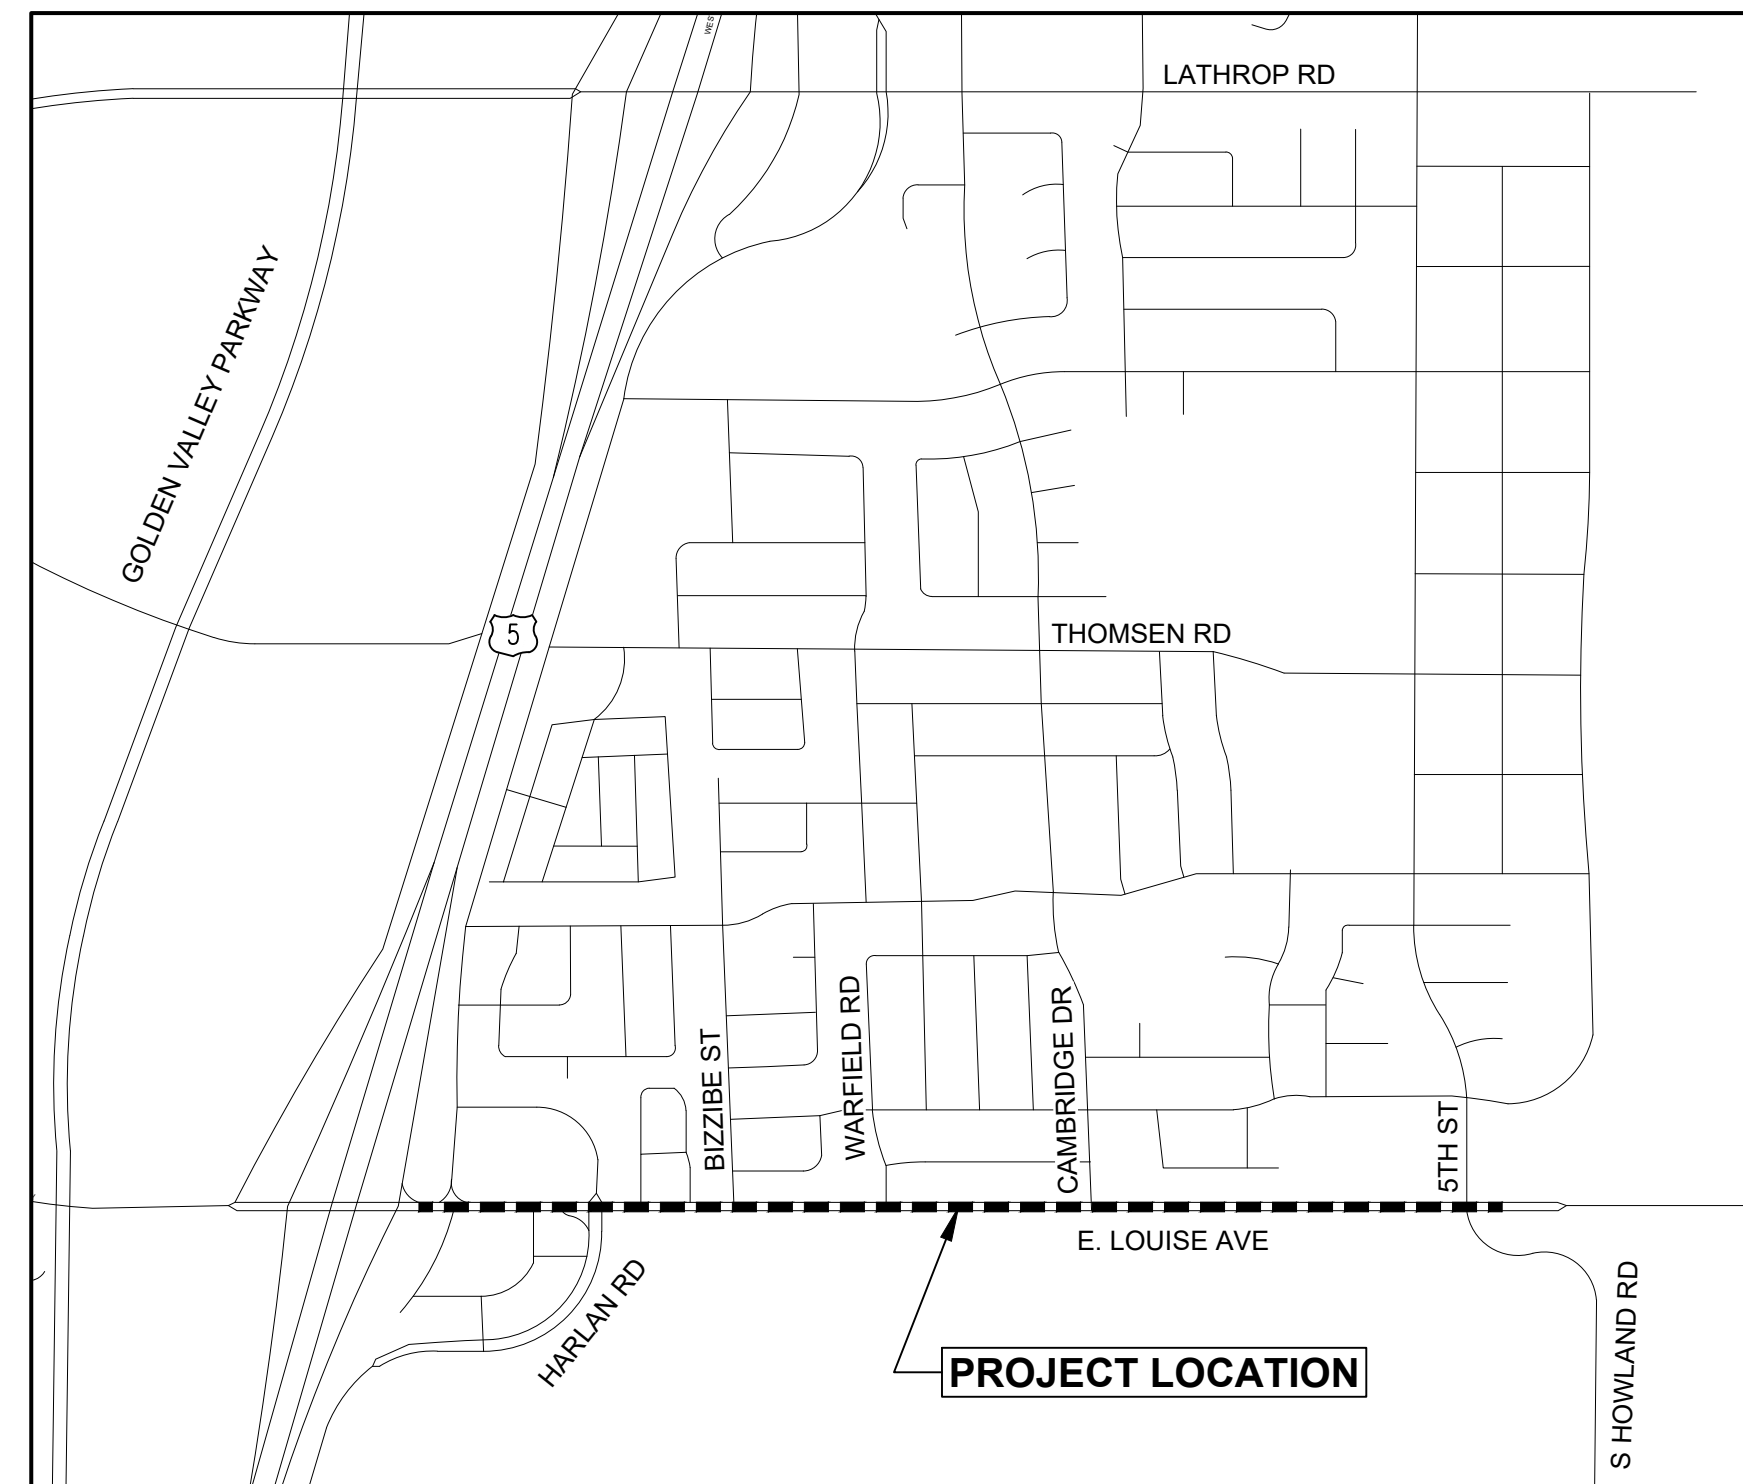 WES
LATHROP RD
GOLDEN VALLEY PARKWAY
5
THOMSEN RD
BIZZIBE ST
WARFIELD RD
CAMBRIDGE DR
5TH ST
E. LOUISE AVE
HARLAN RD
PROJECT LOCATION
S HOWLAND RD